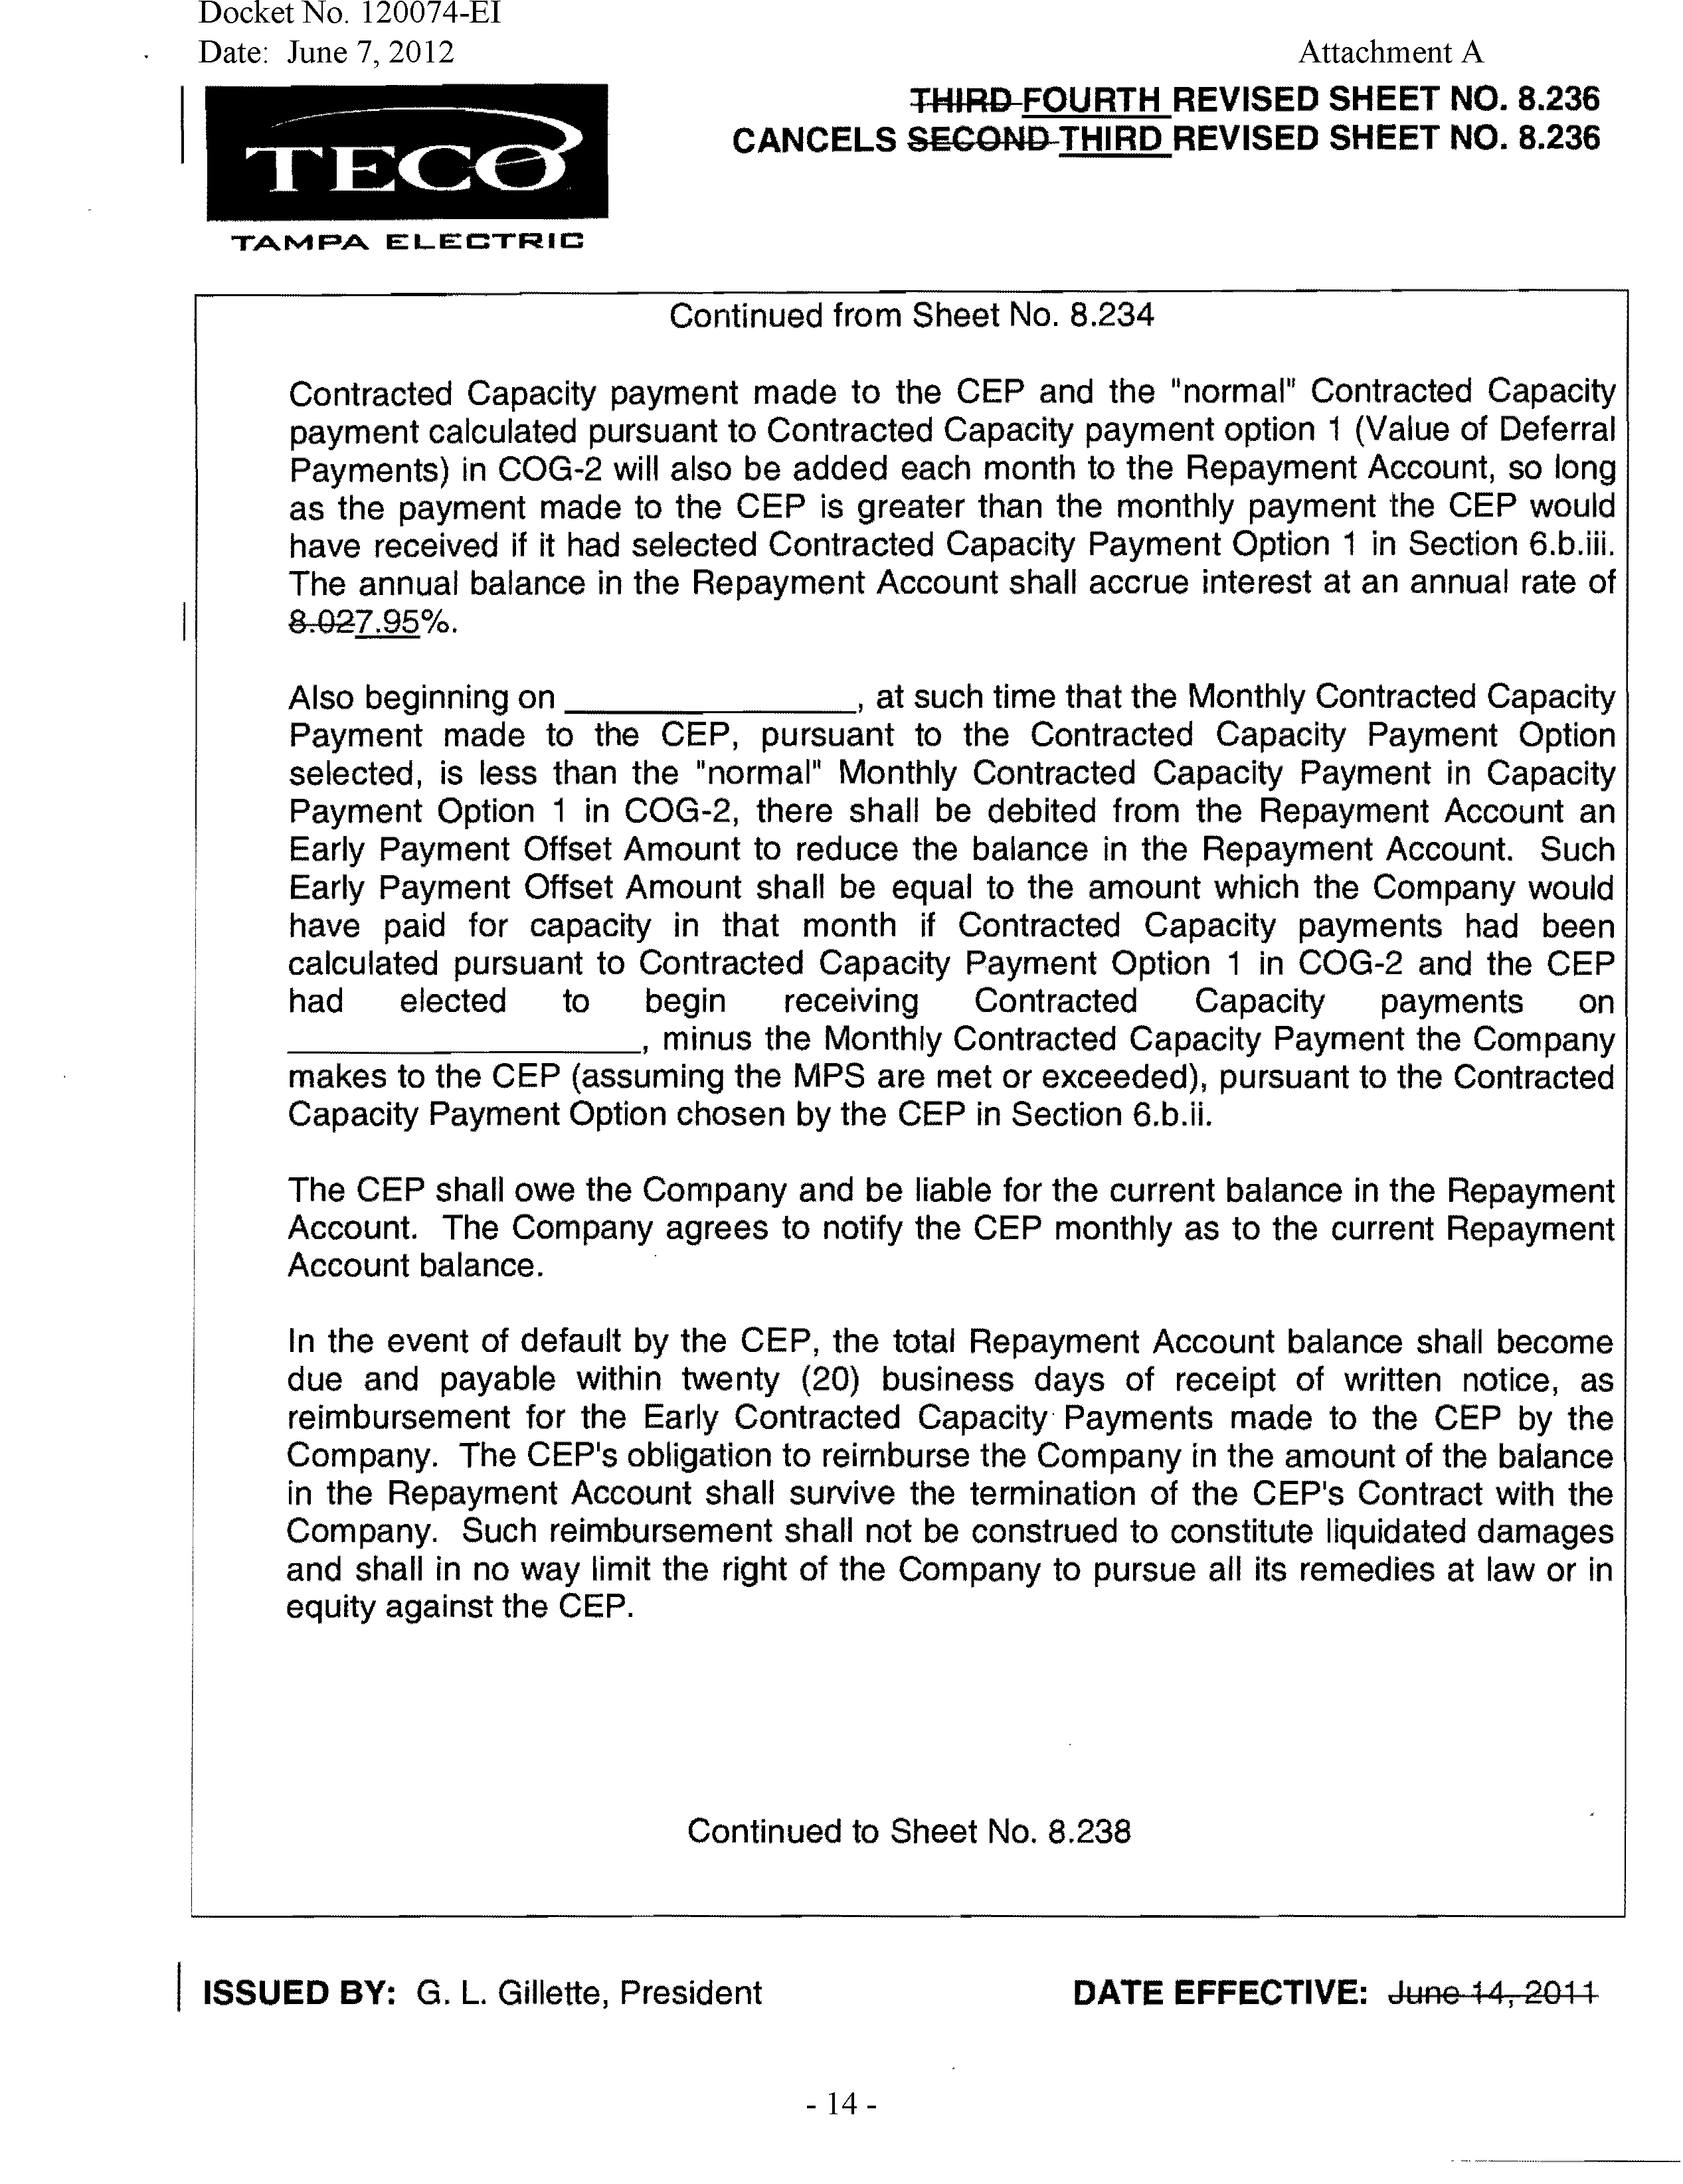 Docket No. 120074-EI
Date: June 7, 2012
Attachment A
THIRD FOURTH REVISED SHEET NO. 8.236
CANCELS SECOND THIRD REVISED SHEET NO. 8.236
TECO
TAMPA ELECTRIC
Continued from Sheet No. 8.234
Contracted Capacity payment made to the CEP and the "normal" Contracted Capacity
payment calculated pursuant to Contracted Capacity payment option 1 (Value of Deferral
Payments) in COG-2 will also be added each month to the Repayment Account, so long
as the payment made to the CEP is greater than the monthly payment the CEP would
have received if it had selected Contracted Capacity Payment Option 1 in Section 6.b.iii.
The annual balance in the Repayment Account shall accrue interest at an annual rate of
8.027.95%.
Also beginning on ________________, at such time that the Monthly Contracted Capacity
Payment made to the CEP, pursuant to the Contracted Capacity Payment Option
selected, is less than the "normal" Monthly Contracted Capacity Payment in Capacity
Payment Option 1 in COG-2, there shall be debited from the Repayment Account an
Early Payment Offset Amount to reduce the balance in the Repayment Account. Such
Early Payment Offset Amount shall be equal to the amount which the Company would
have paid for capacity in that month if Contracted Capacity payments had been
calculated pursuant to Contracted Capacity Payment Option 1 in COG-2 and the CEP
had elected to begin receiving Contracted Capacity payments on
____________________, minus the Monthly Contracted Capacity Payment the Company
makes to the CEP (assuming the MPS are met or exceeded), pursuant to the Contracted
Capacity Payment Option chosen by the CEP in Section 6.b.ii.
The CEP shall owe the Company and be liable for the current balance in the Repayment
Account. The Company agrees to notify the CEP monthly as to the current Repayment
Account balance.
In the event of default by the CEP, the total Repayment Account balance shall become
due and payable within twenty (20) business days of receipt of written notice, as
reimbursement for the Early Contracted Capacity Payments made to the CEP by the
Company. The CEP's obligation to reimburse the Company in the amount of the balance
in the Repayment Account shall survive the termination of the CEP's Contract with the
Company. Such reimbursement shall not be construed to constitute liquidated damages
and shall in no way limit the right of the Company to pursue all its remedies at law or in
equity against the CEP.
Continued to Sheet No. 8.238
ISSUED BY: G. L. Gillette, President
DATE EFFECTIVE: June 14, 2011
- 14 -